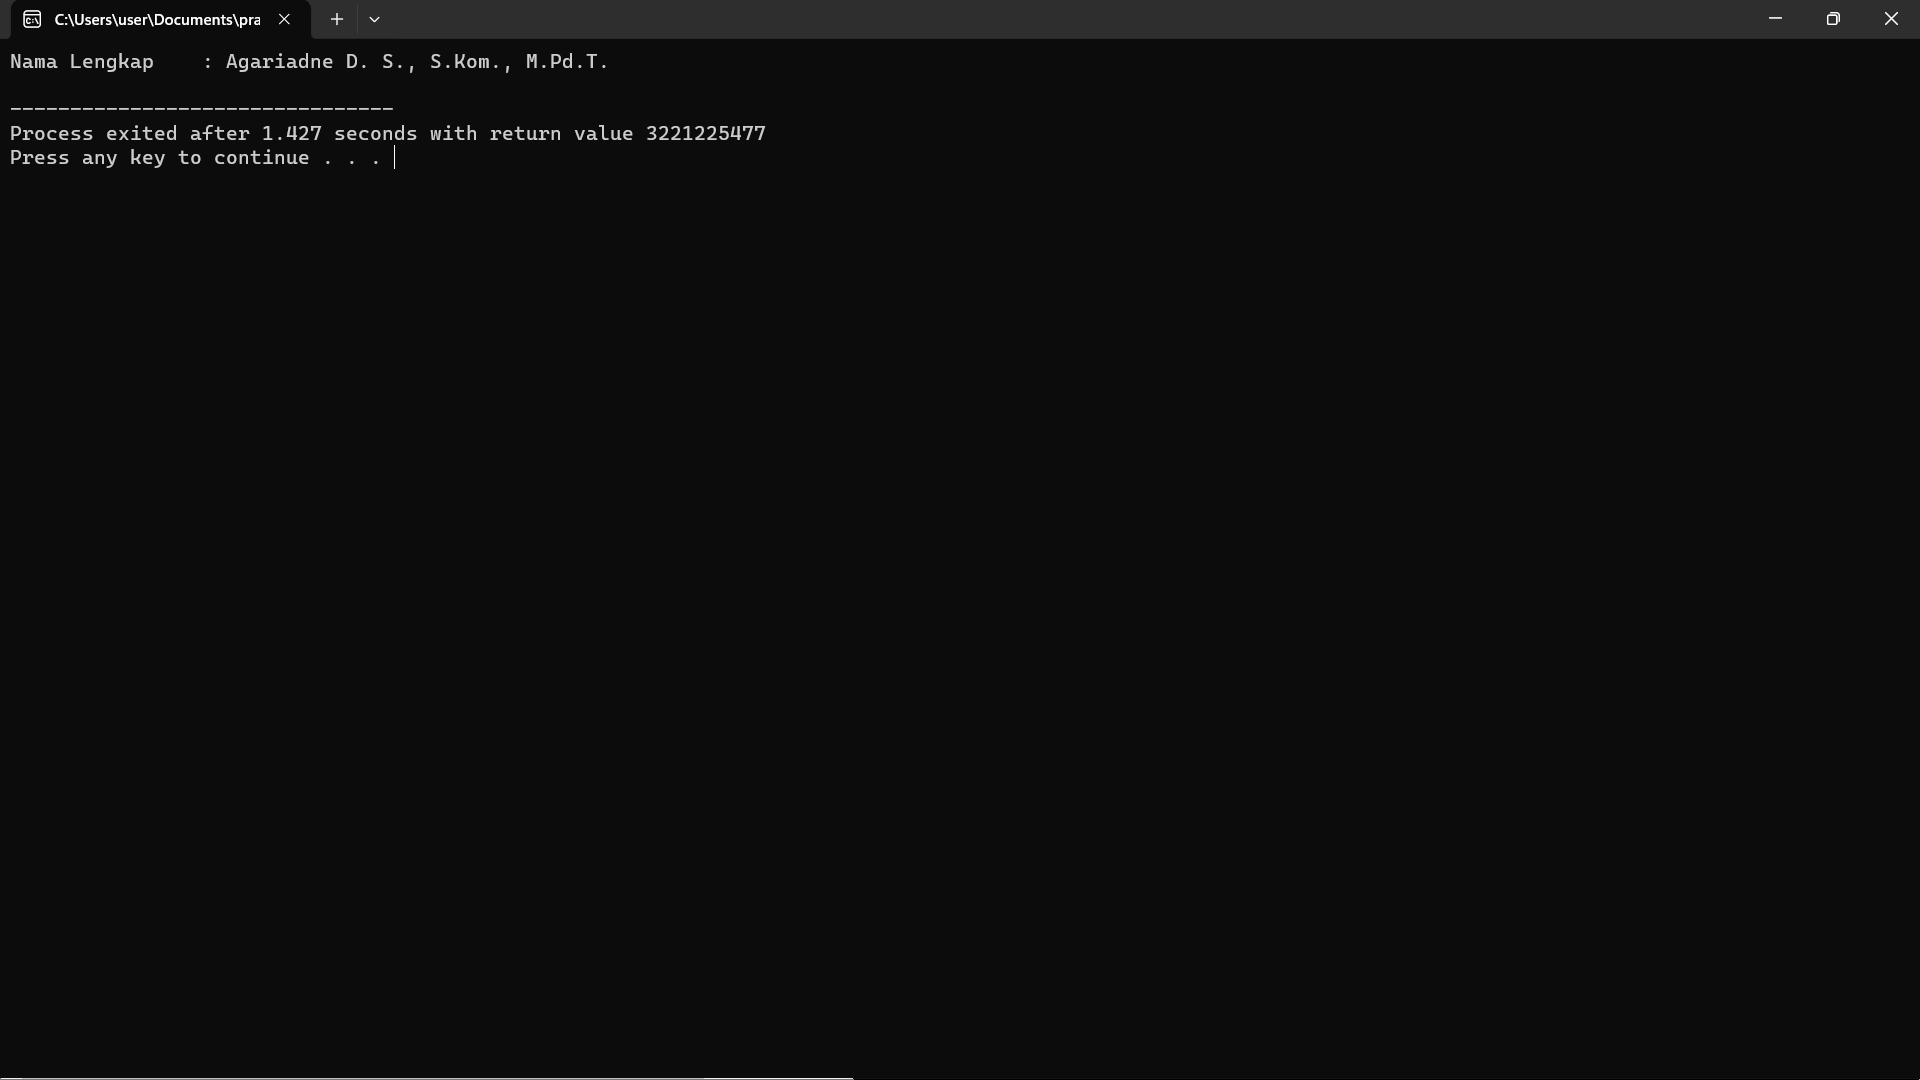 C:\Users\user\Documents\pra
Nama Lengkap    : Agariadne D. S., S.Kom., M.Pd.T.
--------------------------------
Process exited after 1.427 seconds with return value 3221225477
Press any key to continue . . .